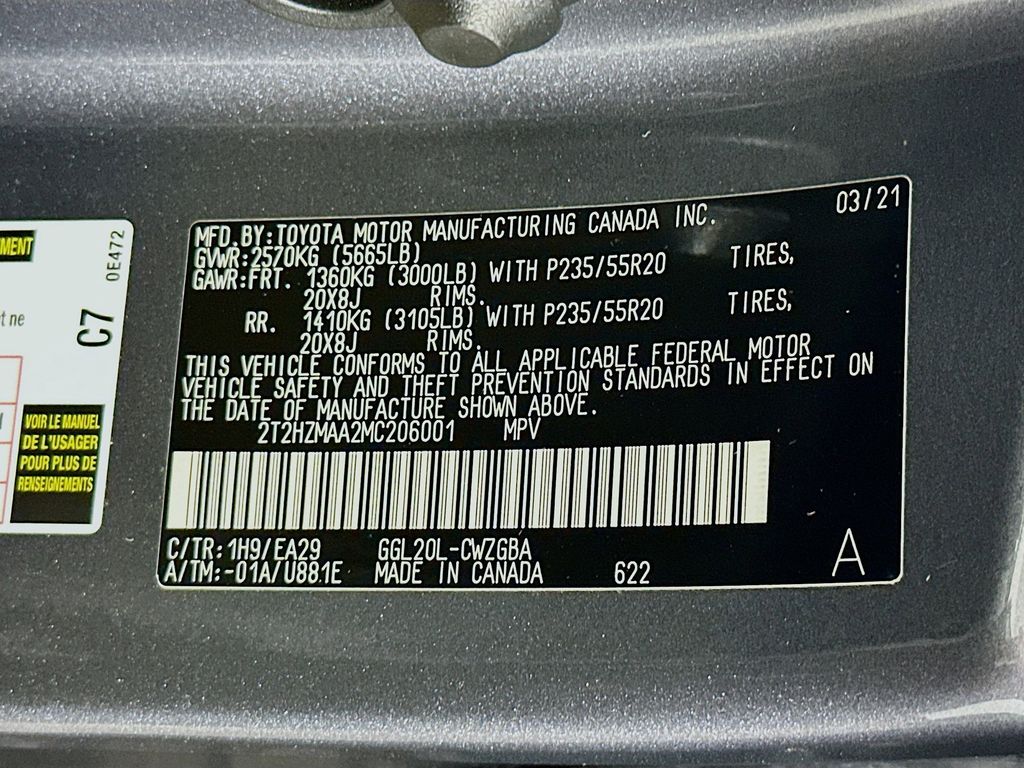 MENT
t ne
C7
0E472
VOIR LE MANUEL
DE L'USAGER
POUR PLUS DE
RENSEIGNEMENTS
03/21
MFD.BY:TOYOTA MOTOR MANUFACTURING CANADA INC.
GVWR:2570KG (5665LB)
GAWR:FRT. 1360KG (3000LB) WITH P235/55R20 TIRES,
20X8J RIMS.
RR. 1410KG (3105LB) WITH P235/55R20 TIRES,
20X8J RIMS.
THIS VEHICLE CONFORMS TO ALL APPLICABLE FEDERAL MOTOR
VEHICLE SAFETY AND THEFT PREVENTION STANDARDS IN EFFECT ON
THE DATE OF MANUFACTURE SHOWN ABOVE.
2T2HZMAA2MC206001 MPV
C/TR:1H9/EA29 GGL20L-CWZGBA
A/TM:-01A/U881E MADE IN CANADA 622
A